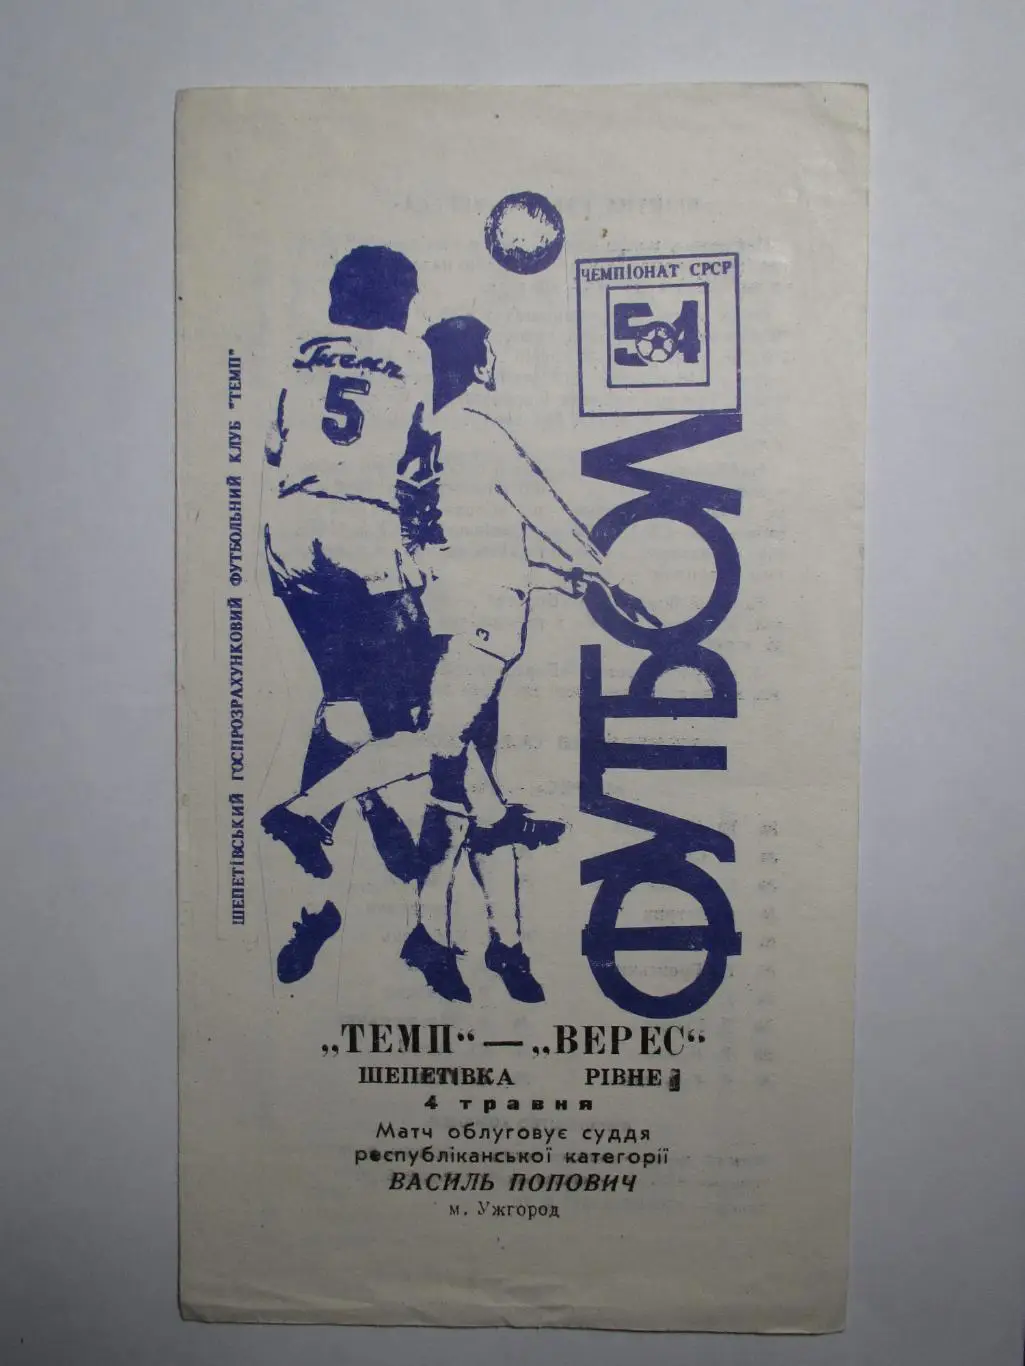 ЧЕМПІОНАТ СРСР
54
Темп
5
3
ШЕПЕТІВСЬКИЙ ГОСПРОЗРАХУНКОВИЙ ФУТБОЛЬНИЙ КЛУБ "ТЕМП"
ФУТБОЛ
„ТЕМП“ — „ВЕРЕС“
ШЕПЕТІВКА РІВНЕ
4 травня
Матч обслуговує суддя
республіканської категорії
ВАСИЛЬ ПОПОВИЧ
м. Ужгород